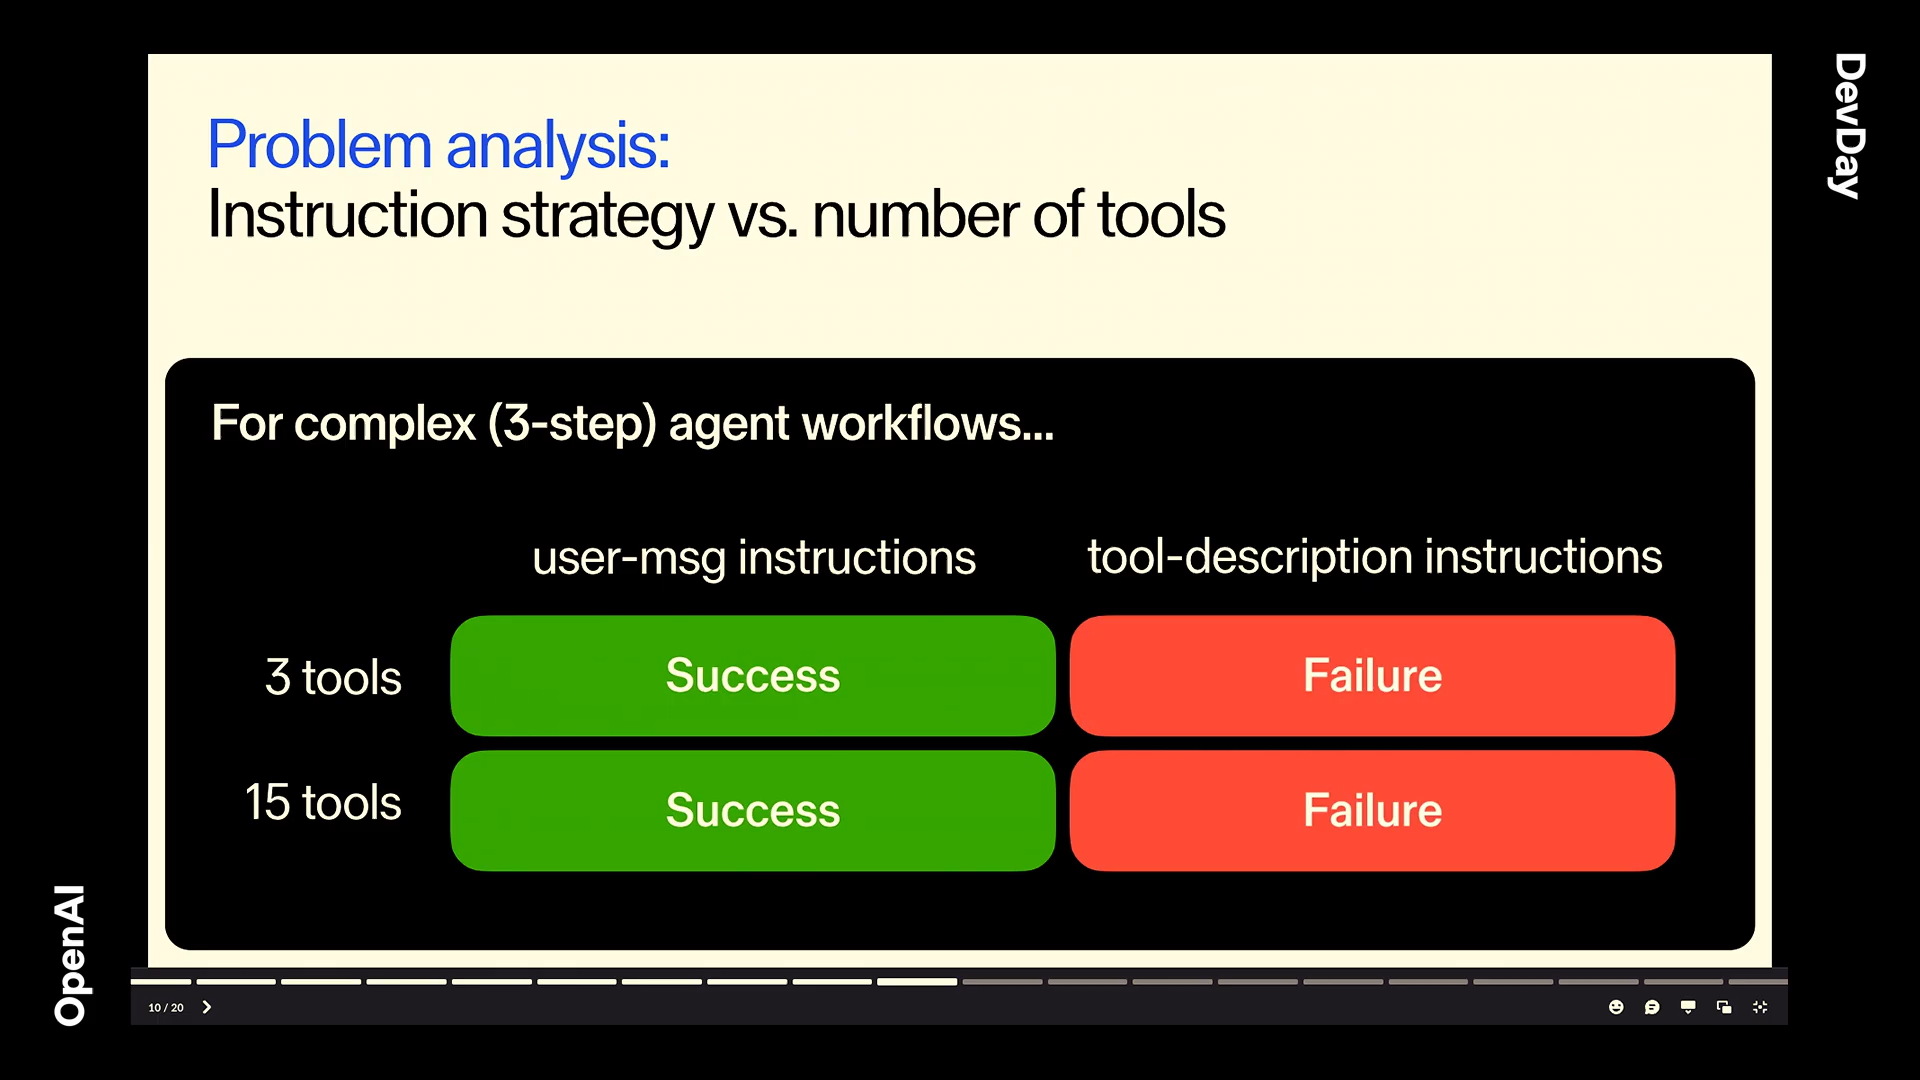 Problem analysis:
Instruction strategy vs. number of tools
For complex (3-step) agent workflows...
user-msg instructions
tool-description instructions
3 tools
Success
Failure
15 tools
Success
Failure
10 / 20
OpenAI
DevDay